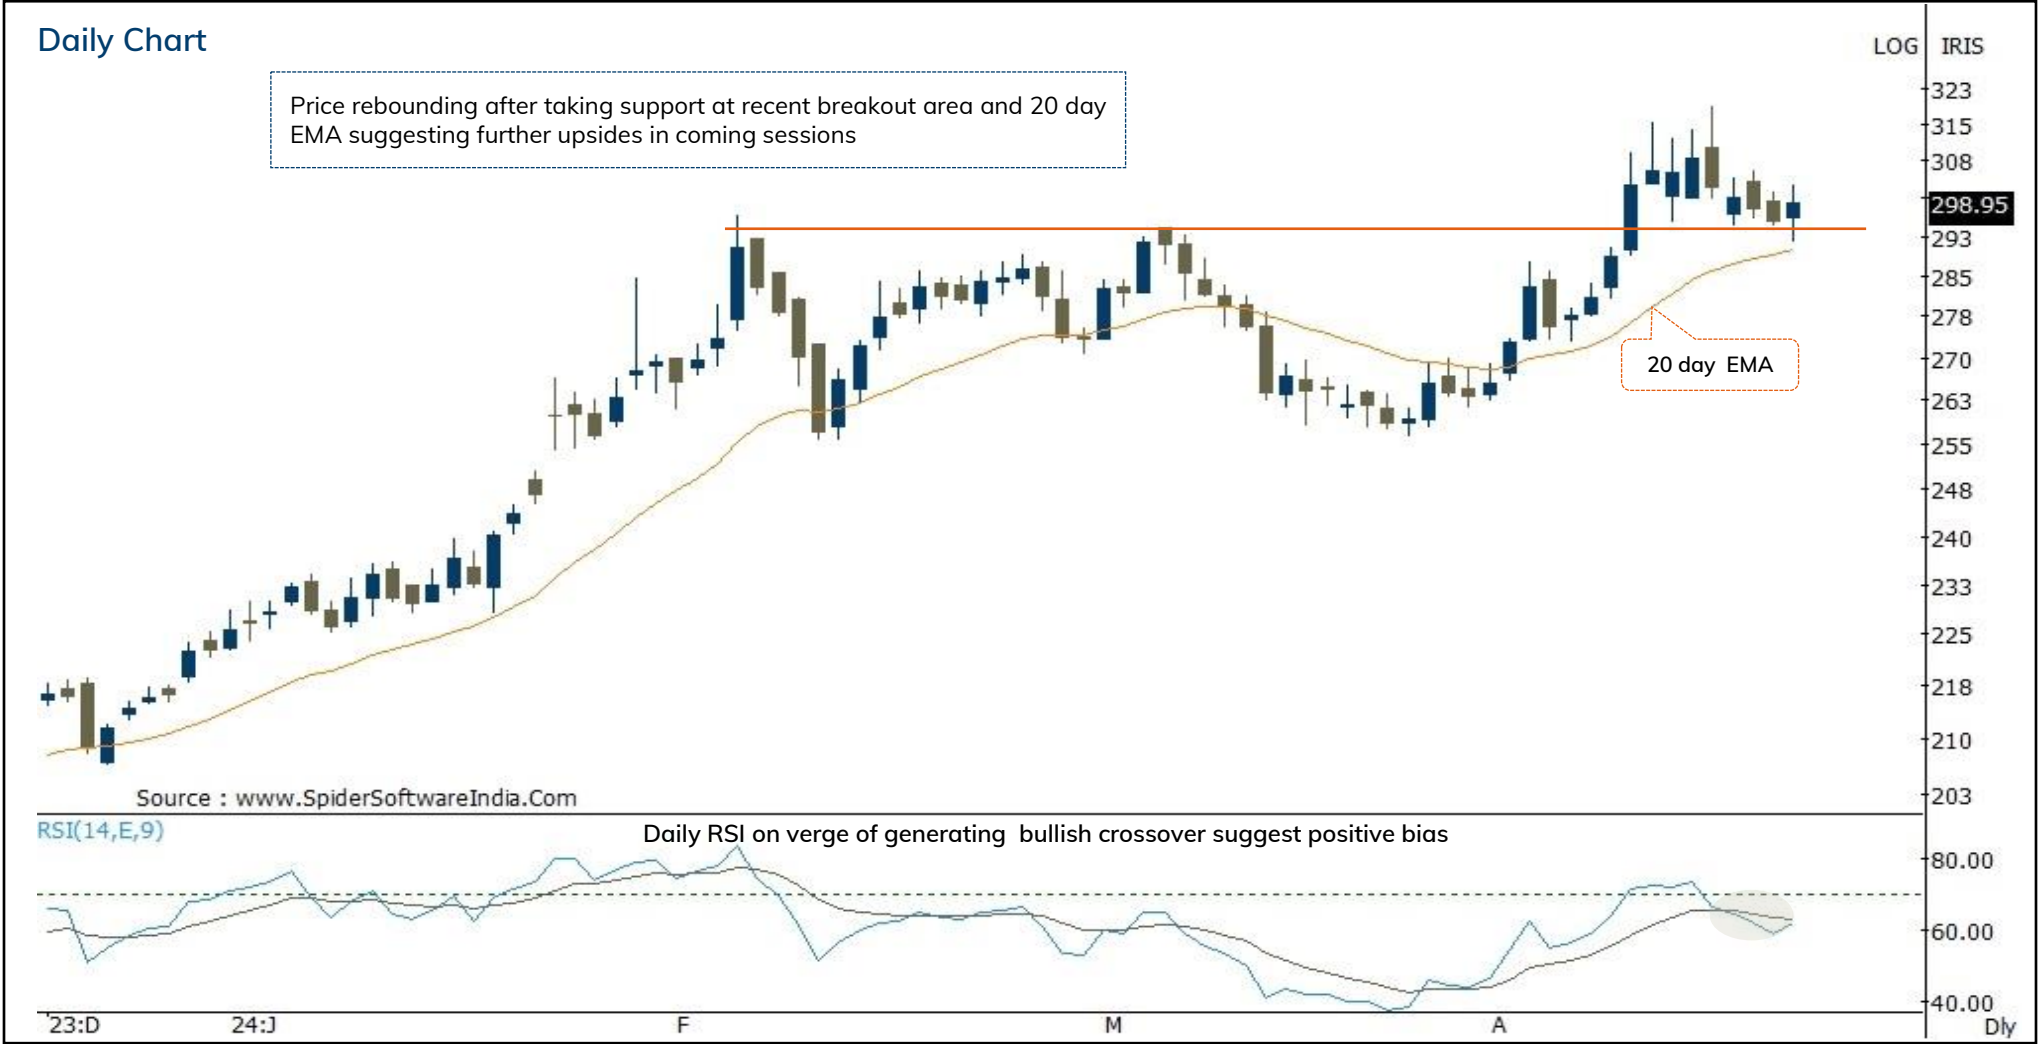 Daily Chart
LOG IRIS
Price rebounding after taking support at recent breakout area and 20 day
EMA suggesting further upsides in coming sessions
323
315
308
298.95
293
285
278
270
263
255
248
240
233
225
218
210
203
20 day EMA
Source : www.SpiderSoftwareIndia.Com
RSI(14,E,9)
Daily RSI on verge of generating bullish crossover suggest positive bias
80.00
60.00
40.00
23:D 24:J F M A Dly